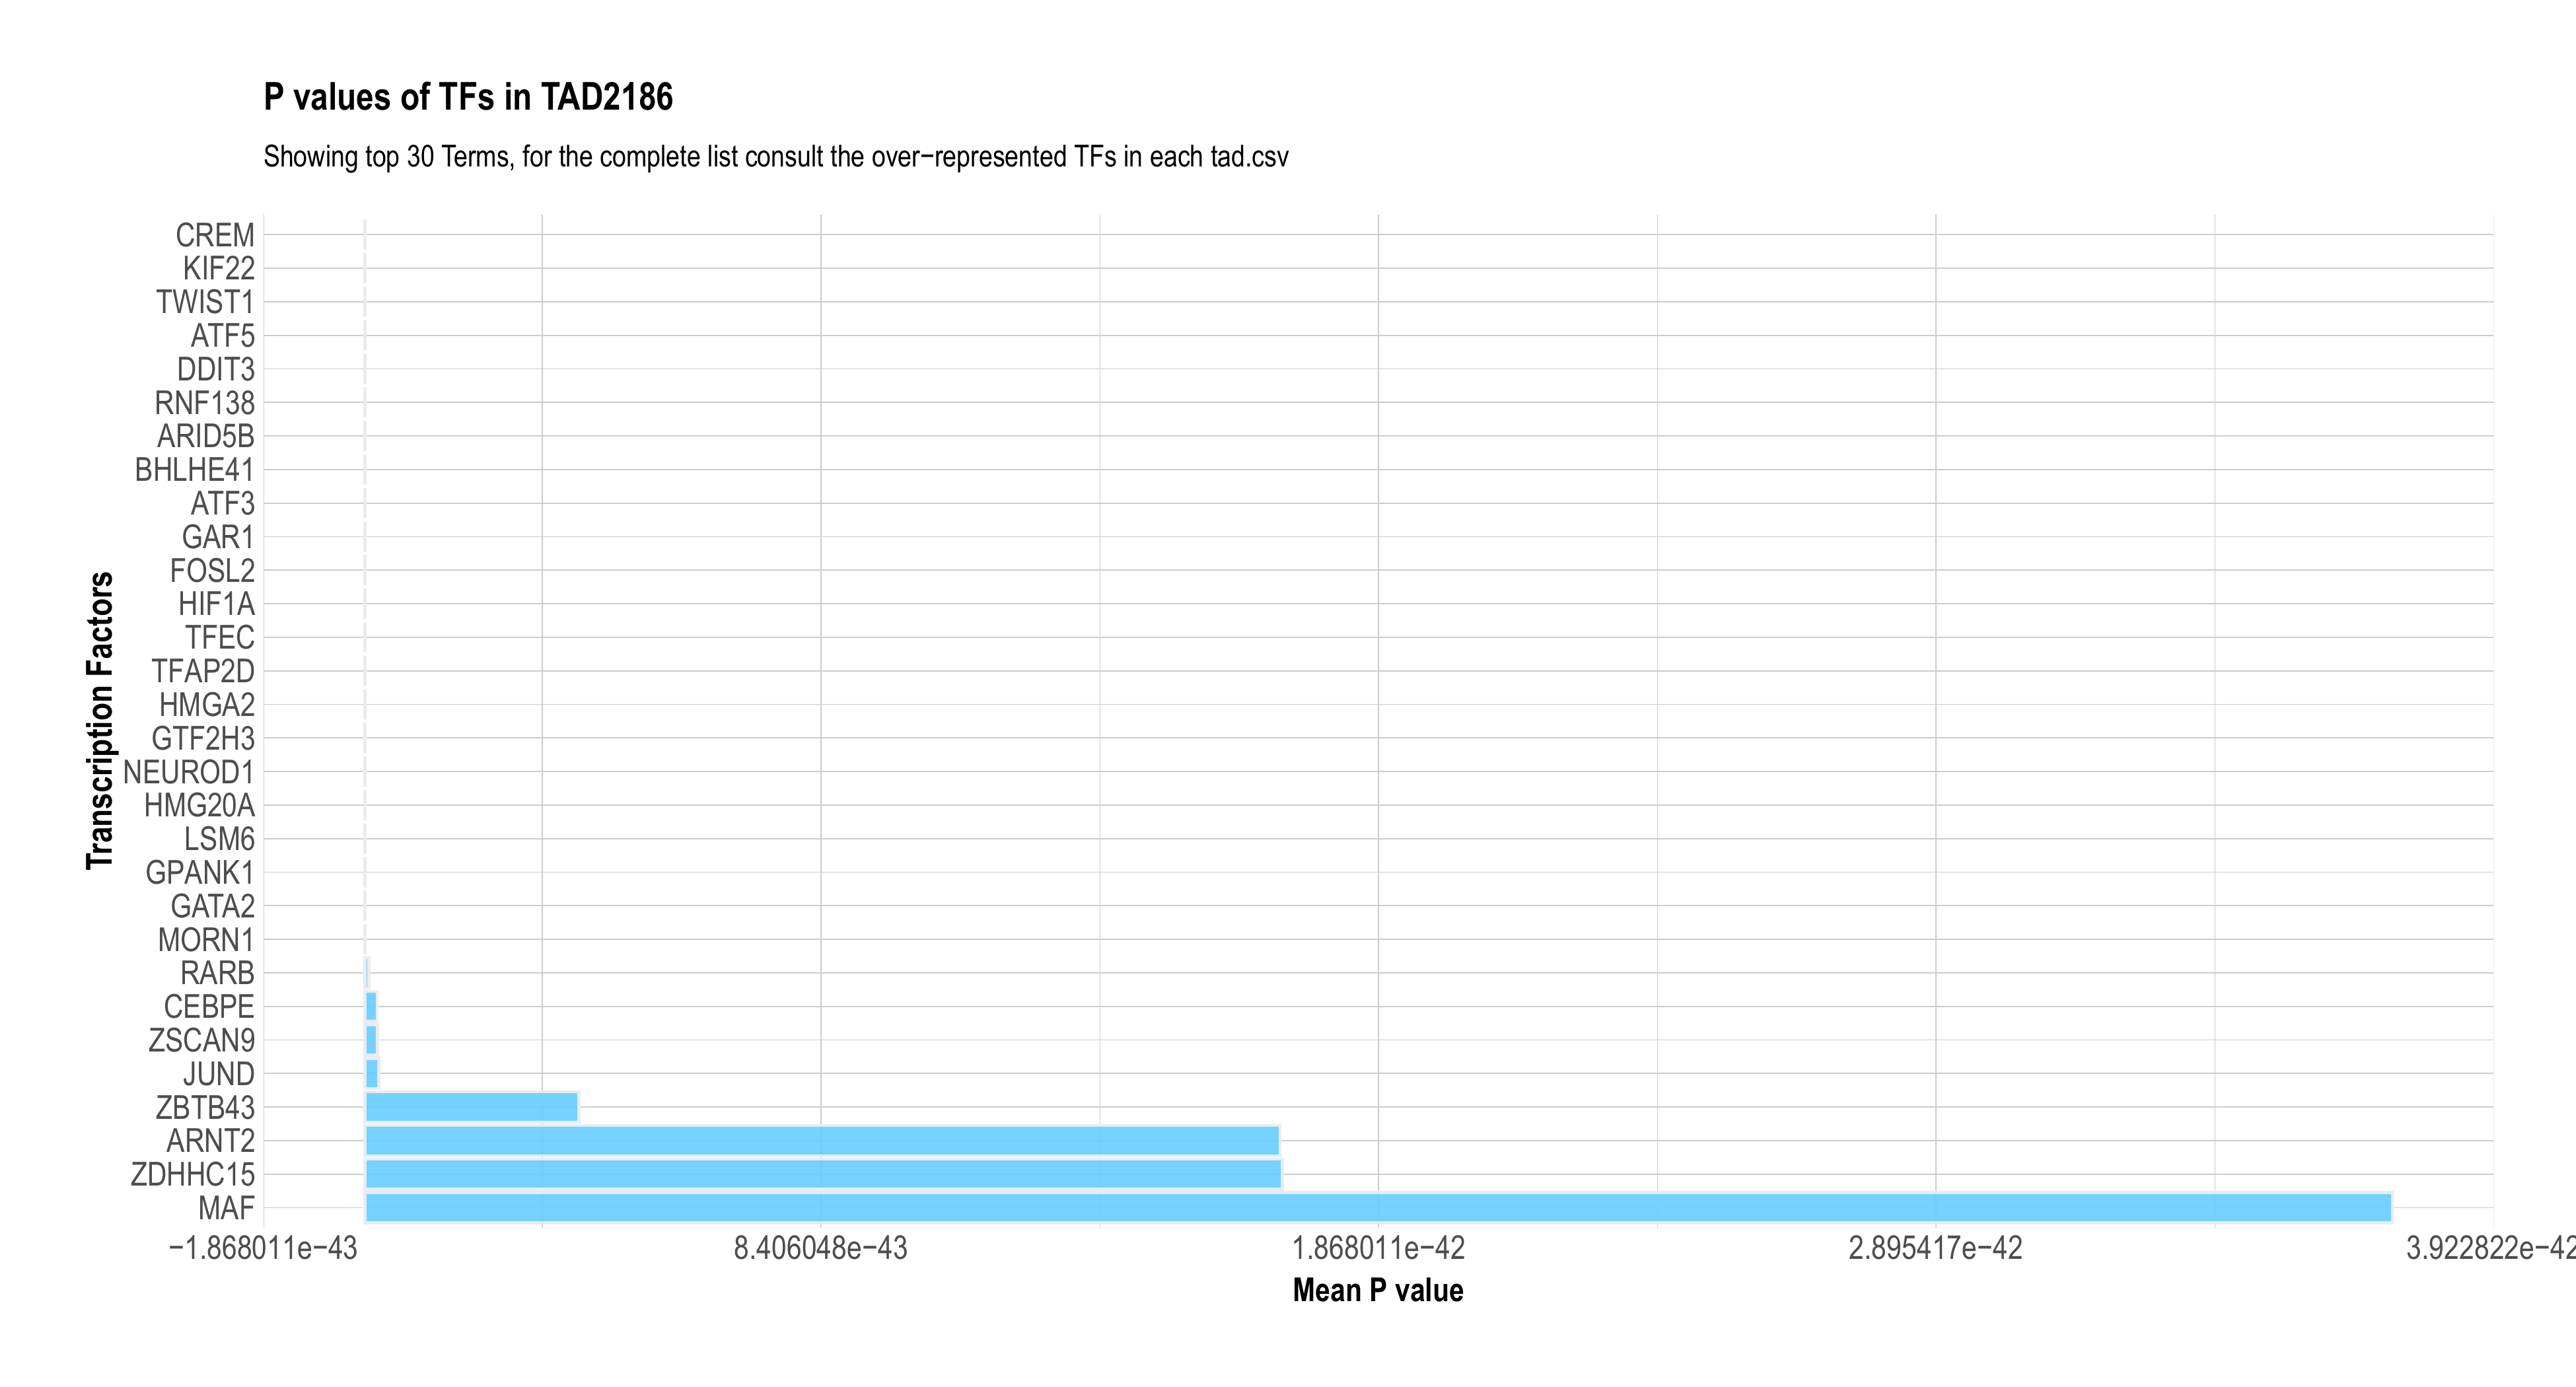 P values of TFs in TAD2186
Showing top 30 Terms, for the complete list consult the over−represented TFs in each tad.csv
Transcription Factors
CREM
KIF22
TWIST1
ATF5
DDIT3
RNF138
ARID5B
BHLHE41
ATF3
GAR1
FOSL2
HIF1A
TFEC
TFAP2D
HMGA2
GTF2H3
NEUROD1
HMG20A
LSM6
GPANK1
GATA2
MORN1
RARB
CEBPE
ZSCAN9
JUND
ZBTB43
ARNT2
ZDHHC15
MAF
−1.868011e−43 8.406048e−43 1.868011e−42 2.895417e−42 3.922822e−42
Mean P value